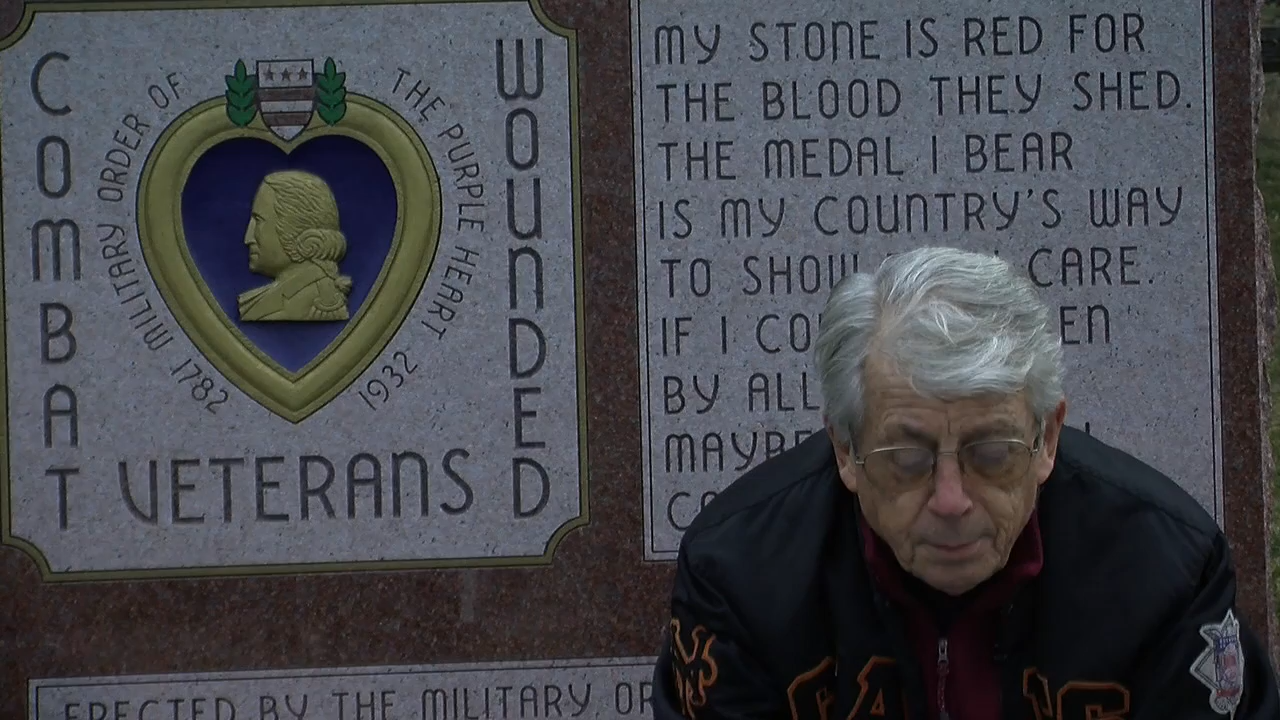 COMBAT
WOUNDED
VETERANS
MILITARY ORDER OF
THE PURPLE HEART
1782
1932
MY STONE IS RED FOR
THE BLOOD THEY SHED.
THE MEDAL I BEAR
IS MY COUNTRY'S WAY
TO SHOW CARE.
IF I
BY ALL
ERECTED BY THE MILITARY